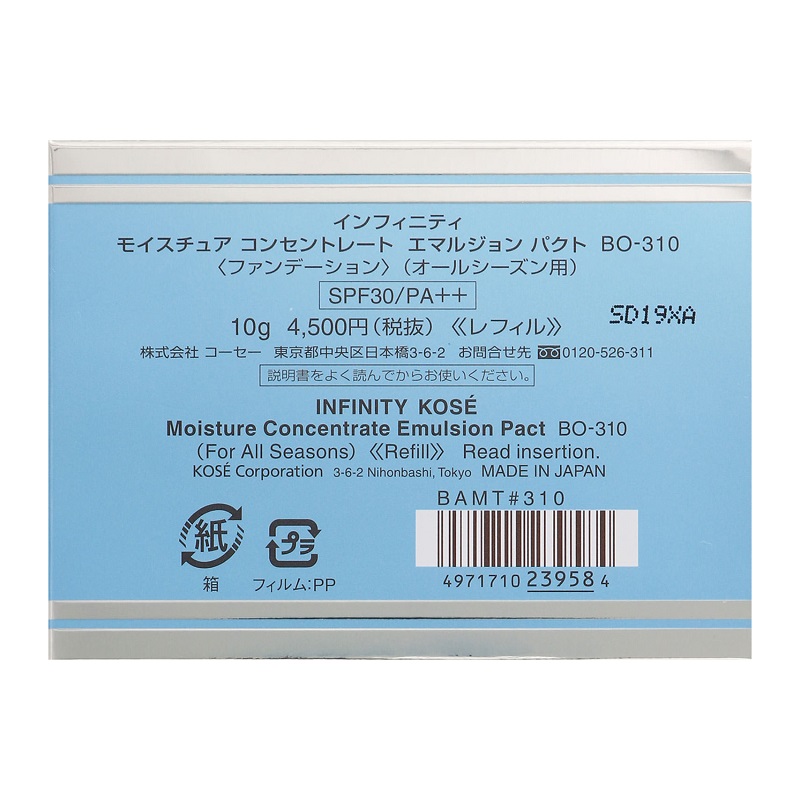 インフィニティ
モイスチュア コンセントレート エマルジョン パクト BO-310
〈ファンデーション〉(オールシーズン用)
SPF30/PA++
10g 4,500円(税抜)《レフィル》
SD19XA
株式会社 コーセー 東京都中央区日本橋3-6-2 お問合せ先 0120-526-311
説明書をよく読んでからお使いください。
INFINITY KOSÉ
Moisture Concentrate Emulsion Pact BO-310
(For All Seasons)《Refill》 Read insertion.
KOSÉ Corporation 3-6-2 Nihonbashi, Tokyo MADE IN JAPAN
BAMT#310
紙
箱
プラ
フィルム:PP
4971710 239584